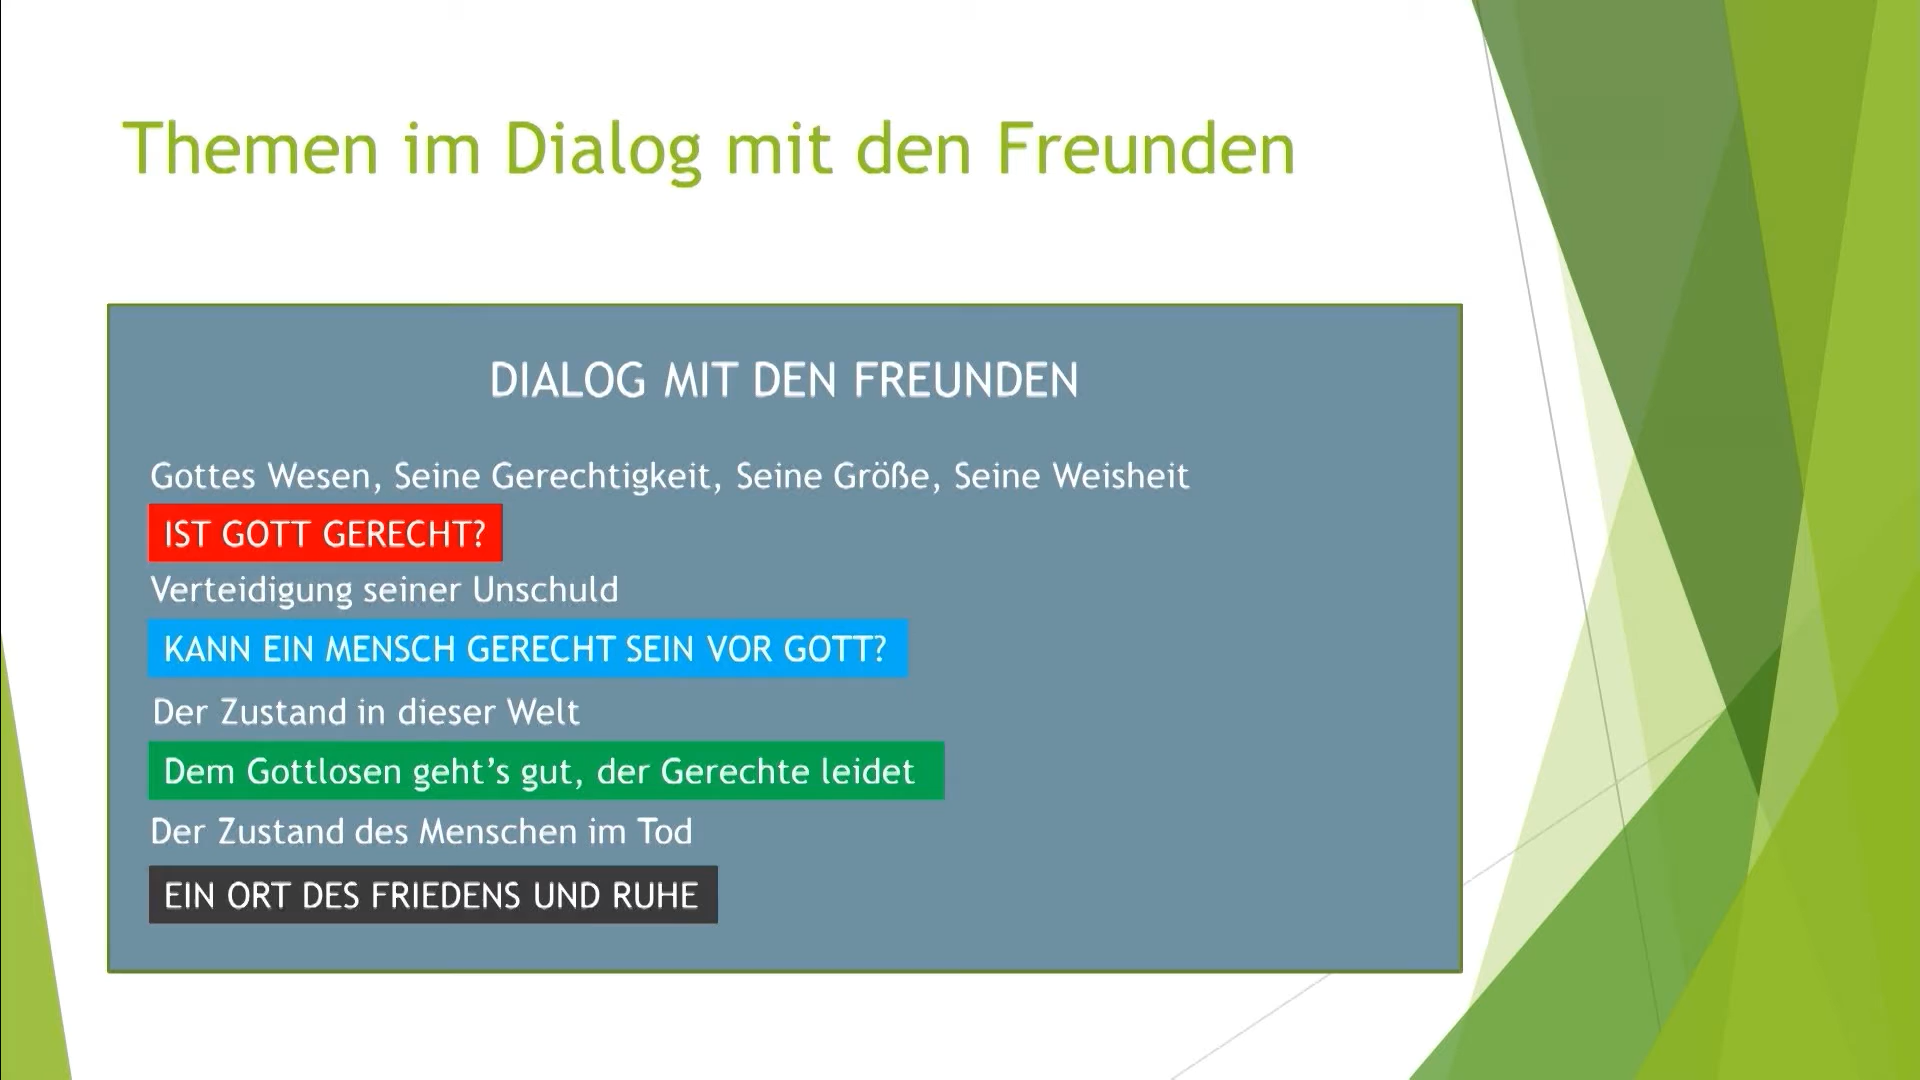 Themen im Dialog mit den Freunden
DIALOG MIT DEN FREUNDEN
Gottes Wesen, Seine Gerechtigkeit, Seine Größe, Seine Weisheit
IST GOTT GERECHT?
Verteidigung seiner Unschuld
KANN EIN MENSCH GERECHT SEIN VOR GOTT?
Der Zustand in dieser Welt
Dem Gottlosen geht’s gut, der Gerechte leidet
Der Zustand des Menschen im Tod
EIN ORT DES FRIEDENS UND RUHE